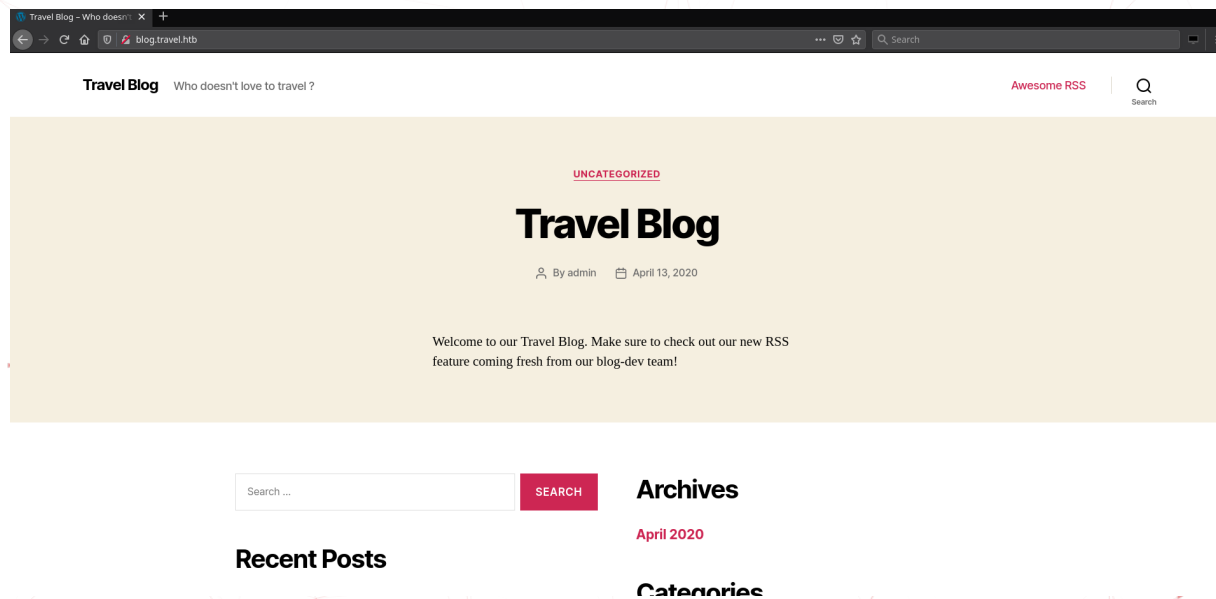 Travel Blog – Who doesn't
blog.travel.htb
Search
Travel Blog Who doesn't love to travel ?
Awesome RSS
Search
UNCATEGORIZED
Travel Blog
By admin April 13, 2020
Welcome to our Travel Blog. Make sure to check out our new RSS
feature coming fresh from our blog-dev team!
Search ...
SEARCH
Recent Posts
Archives
April 2020
Categories